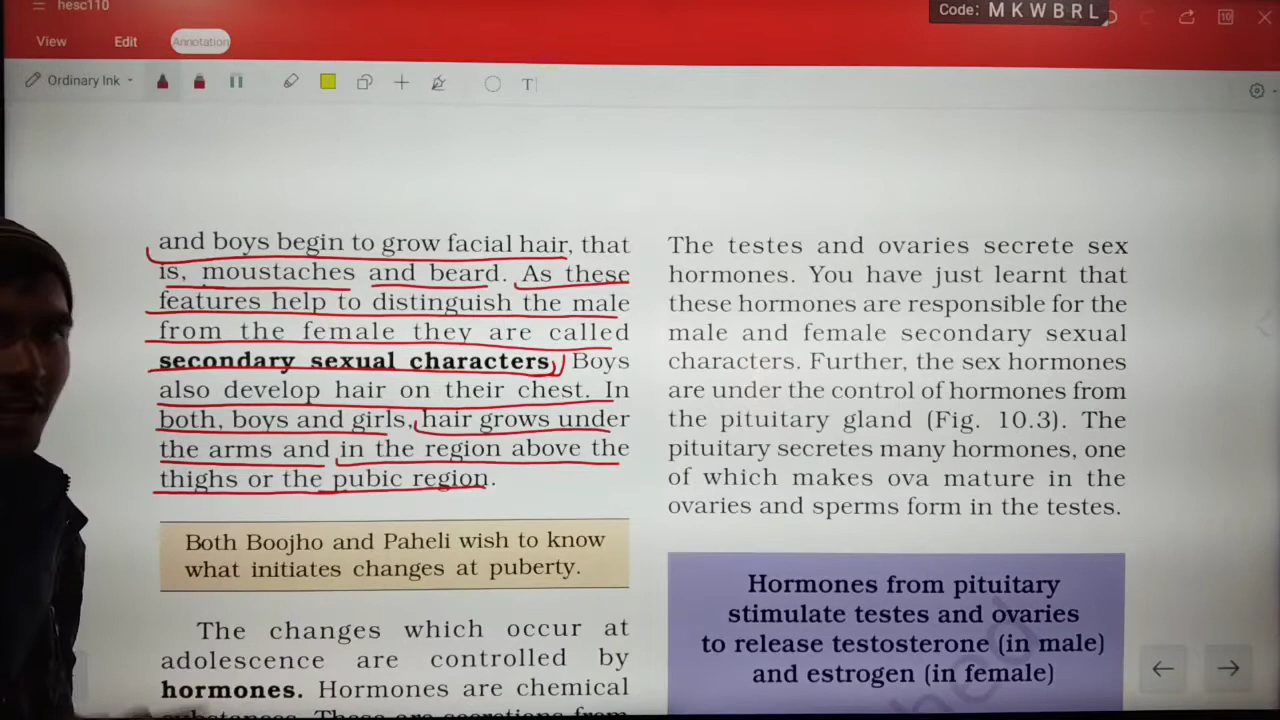 hesc110
Code: M K W B R L
View Edit Annotation
Ordinary Ink
and boys begin to grow facial hair, that
is, moustaches and beard. As these
features help to distinguish the male
from the female they are called
secondary sexual characters. Boys
also develop hair on their chest. In
both, boys and girls, hair grows under
the arms and in the region above the
thighs or the pubic region.
Both Boojho and Paheli wish to know
what initiates changes at puberty.
The changes which occur at
adolescence are controlled by
hormones. Hormones are chemical
substances. These are secretions from
The testes and ovaries secrete sex
hormones. You have just learnt that
these hormones are responsible for the
male and female secondary sexual
characters. Further, the sex hormones
are under the control of hormones from
the pituitary gland (Fig. 10.3). The
pituitary secretes many hormones, one
of which makes ova mature in the
ovaries and sperms form in the testes.
Hormones from pituitary
stimulate testes and ovaries
to release testosterone (in male)
and estrogen (in female)